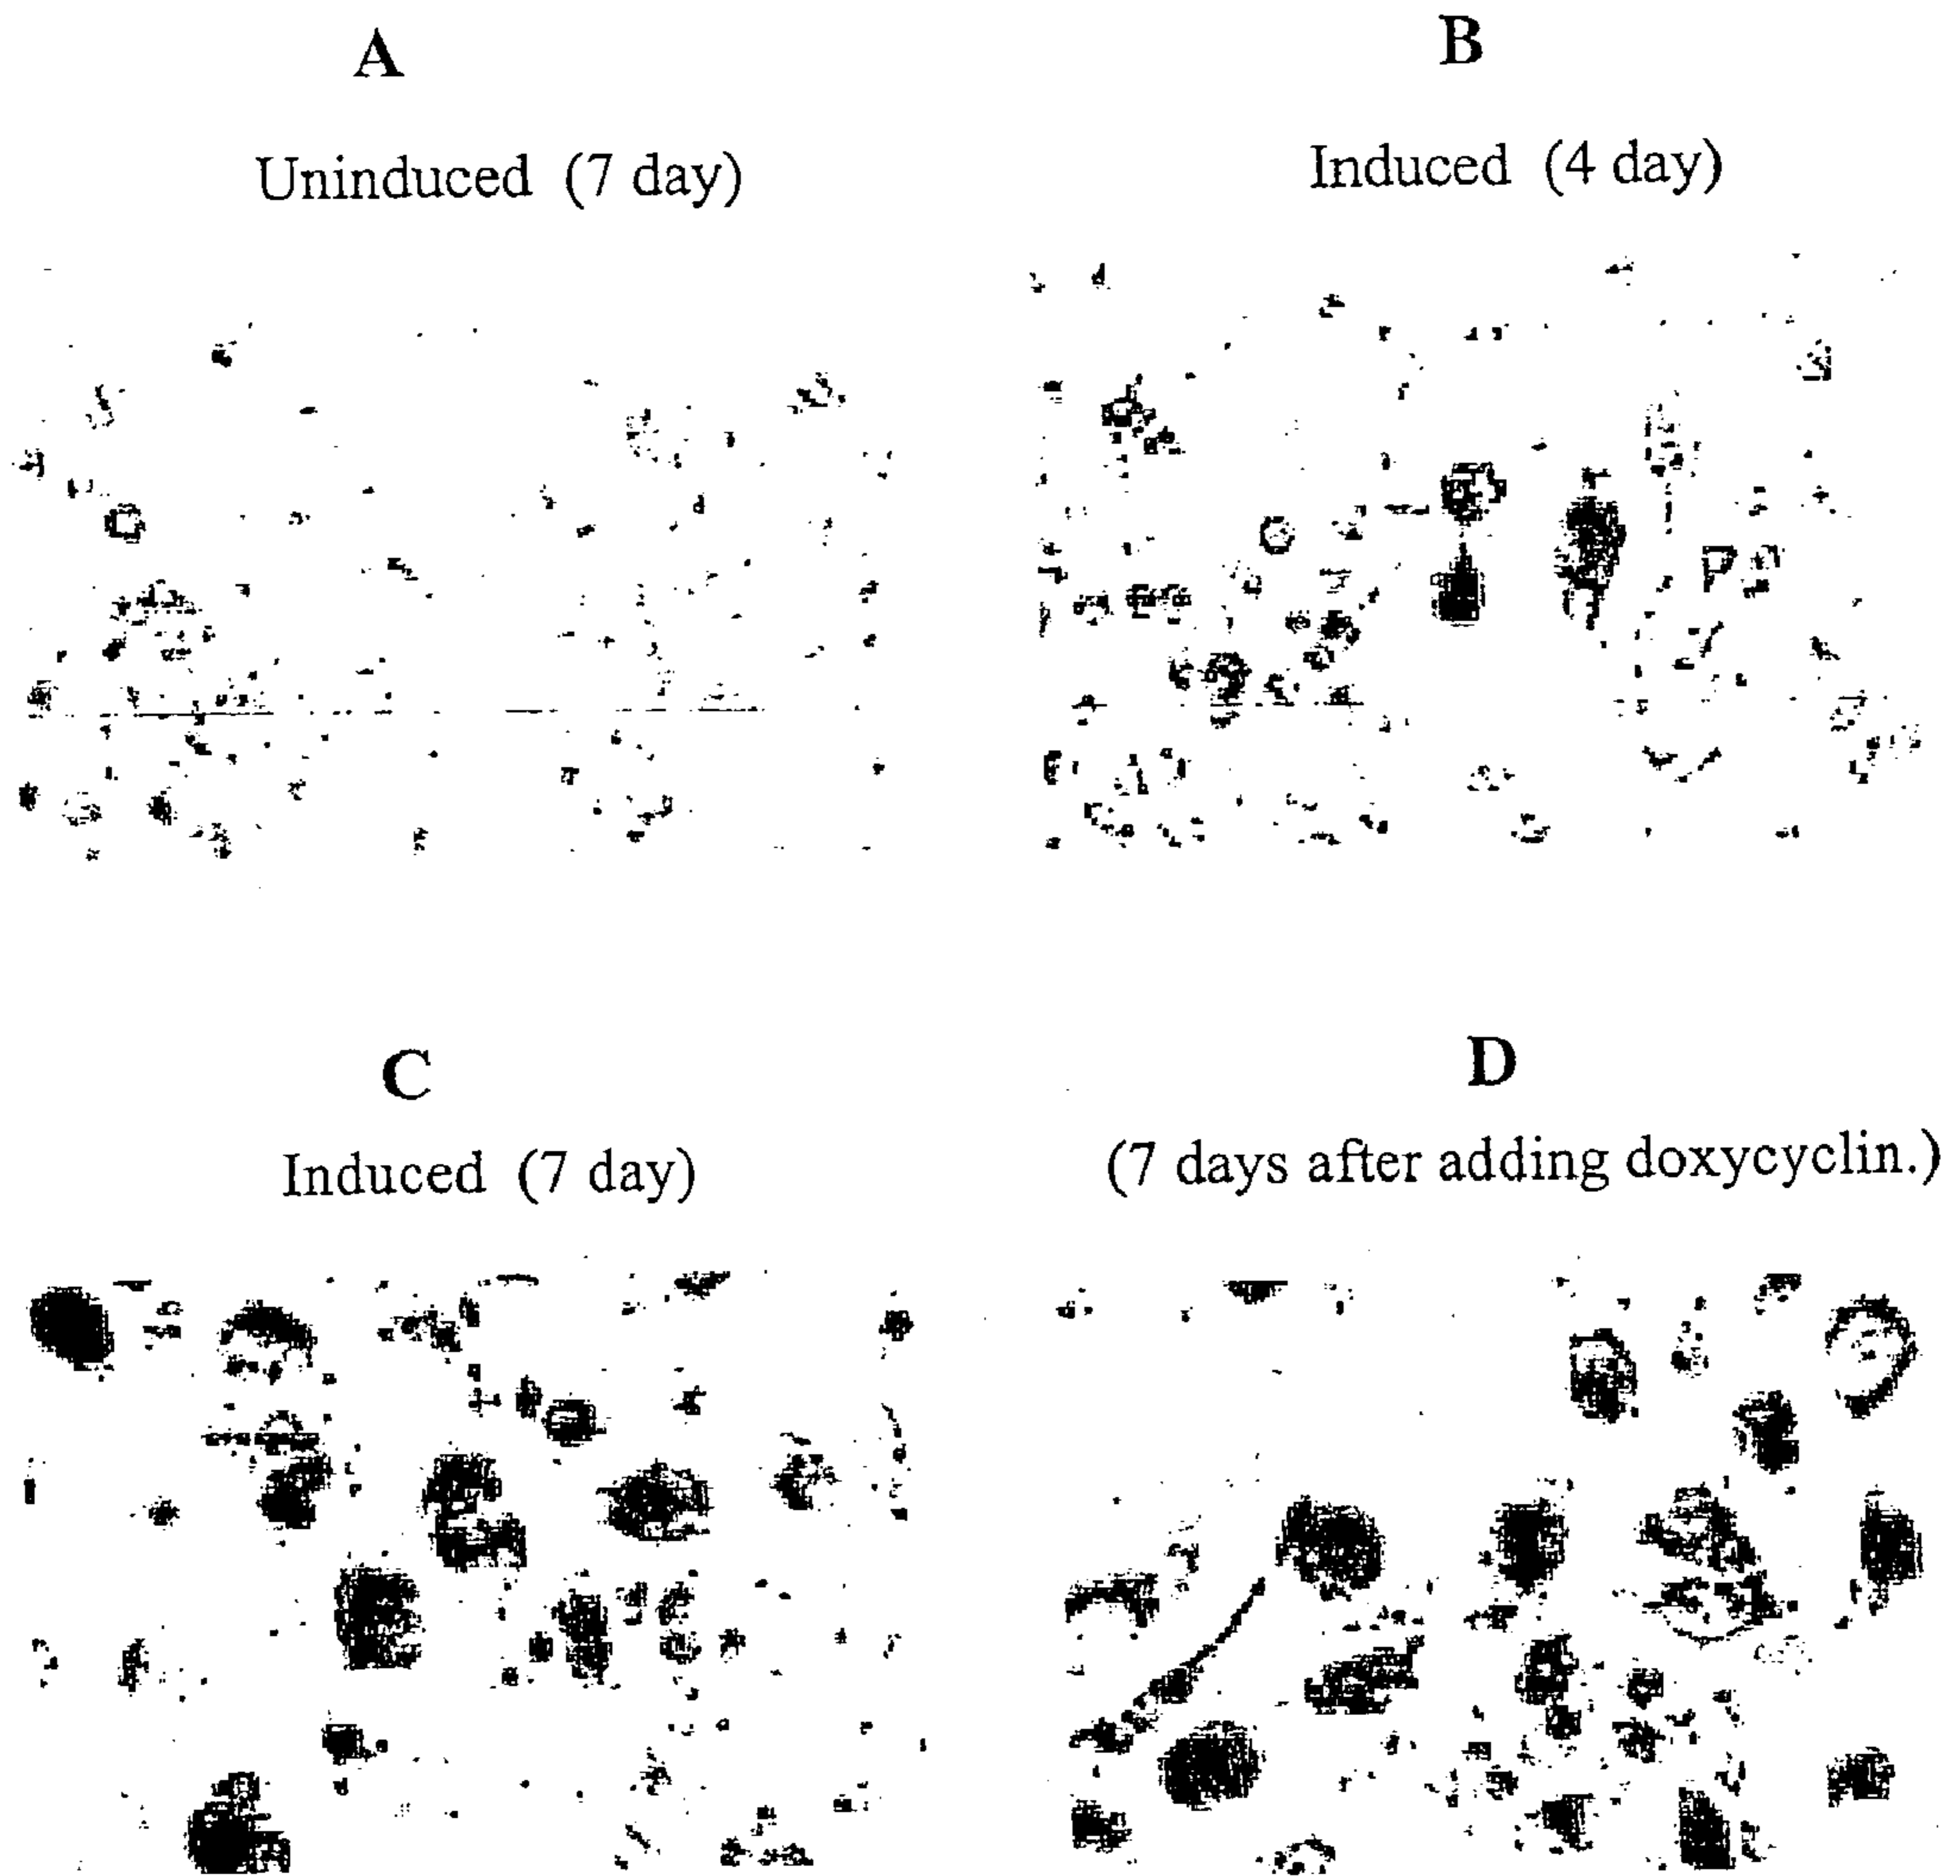 A
Uninduced (7 day)
B
Induced (4 day)
C
Induced (7 day)
D
(7 days after adding doxycyclin.)